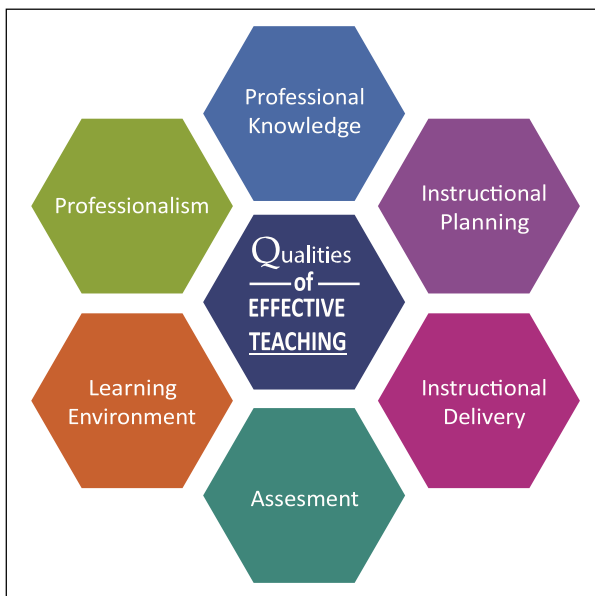 Professional
Knowledge
Professionalism
Instructional
Planning
Qualities
of
EFFECTIVE
TEACHING
Learning
Environment
Instructional
Delivery
Assesment